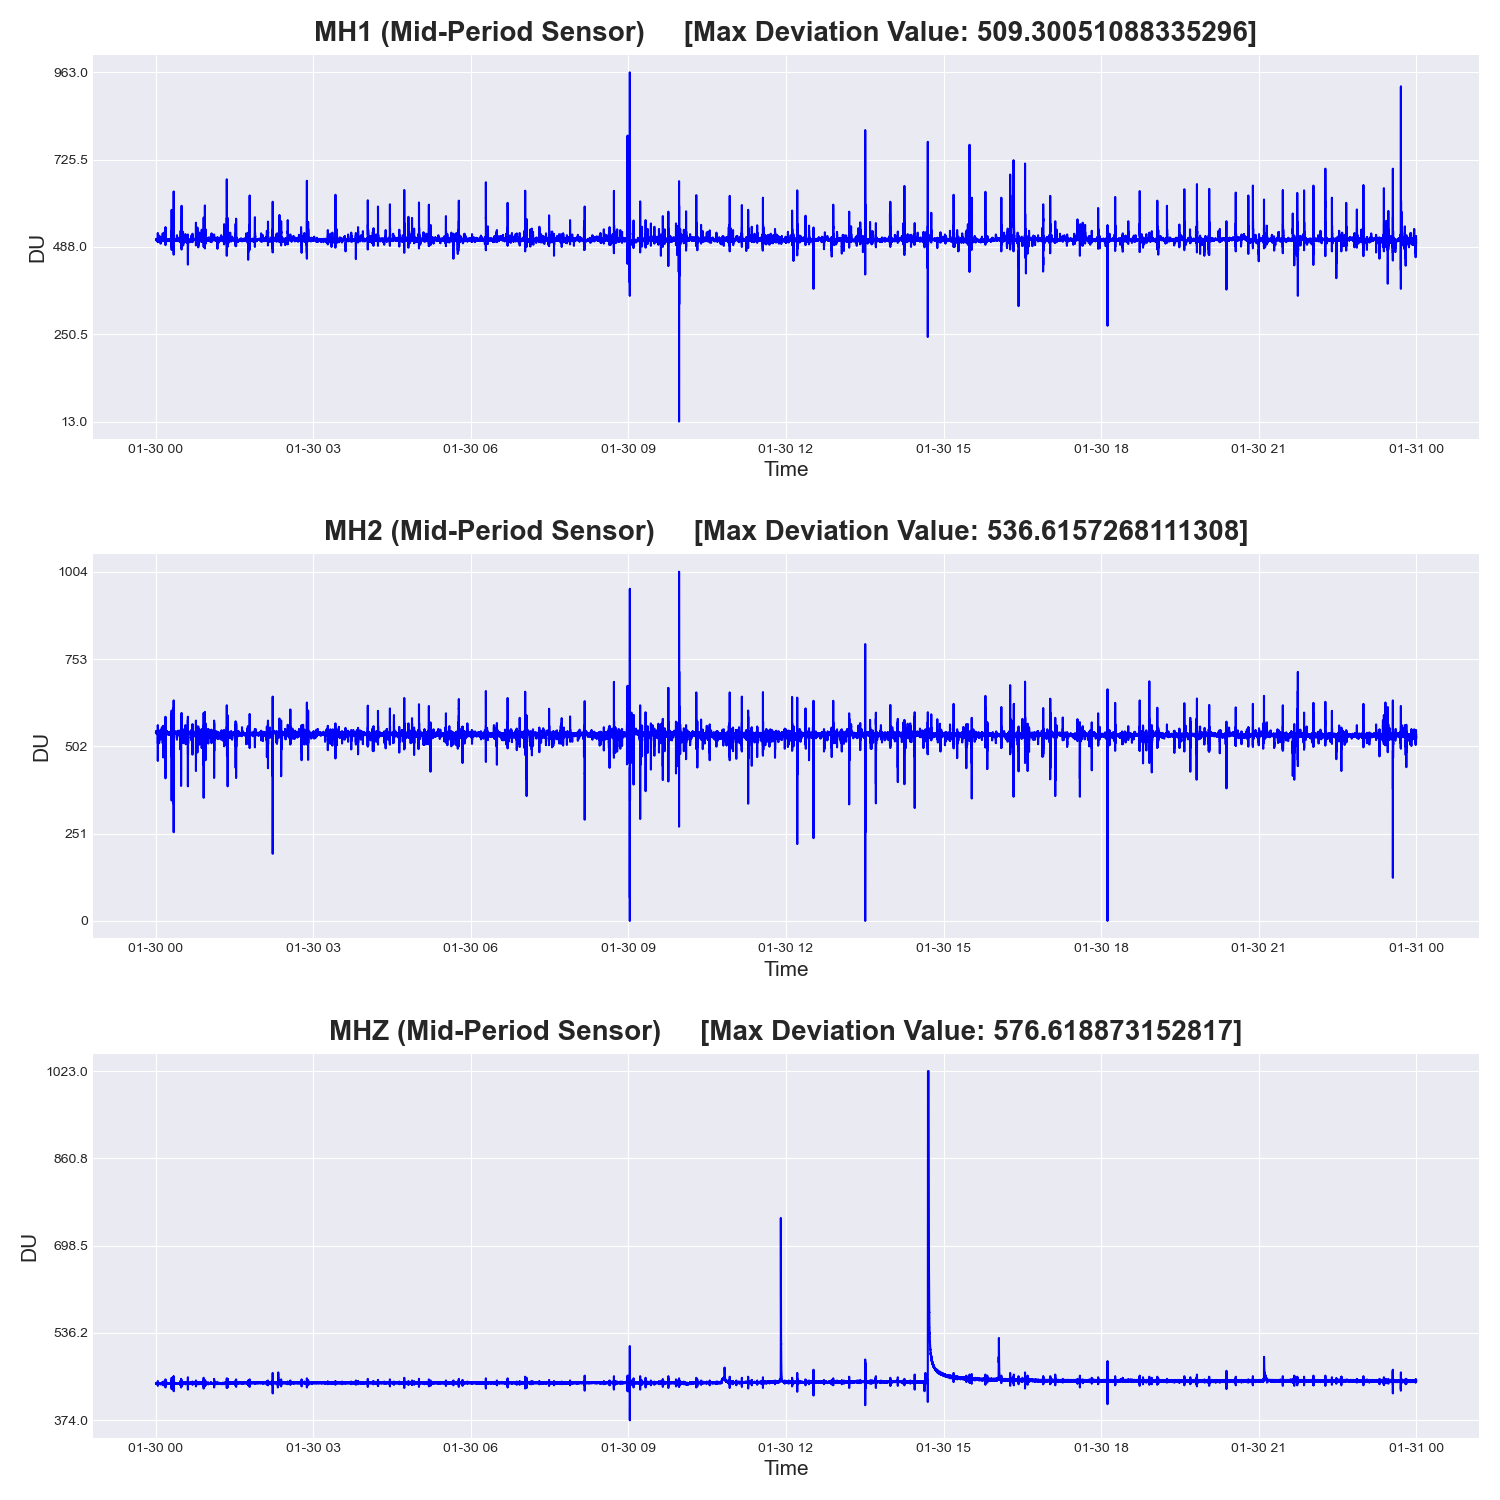 MH1 (Mid-Period Sensor) [Max Deviation Value: 509.30051088335296]
963.0
725.5
488.0
250.5
13.0
DU
01-30 00 01-30 03 01-30 06 01-30 09 01-30 12 01-30 15 01-30 18 01-30 21 01-31 00
Time
MH2 (Mid-Period Sensor) [Max Deviation Value: 536.6157268111308]
1004
753
502
251
0
DU
01-30 00 01-30 03 01-30 06 01-30 09 01-30 12 01-30 15 01-30 18 01-30 21 01-31 00
Time
MHZ (Mid-Period Sensor) [Max Deviation Value: 576.618873152817]
1023.0
860.8
698.5
536.2
374.0
DU
01-30 00 01-30 03 01-30 06 01-30 09 01-30 12 01-30 15 01-30 18 01-30 21 01-31 00
Time